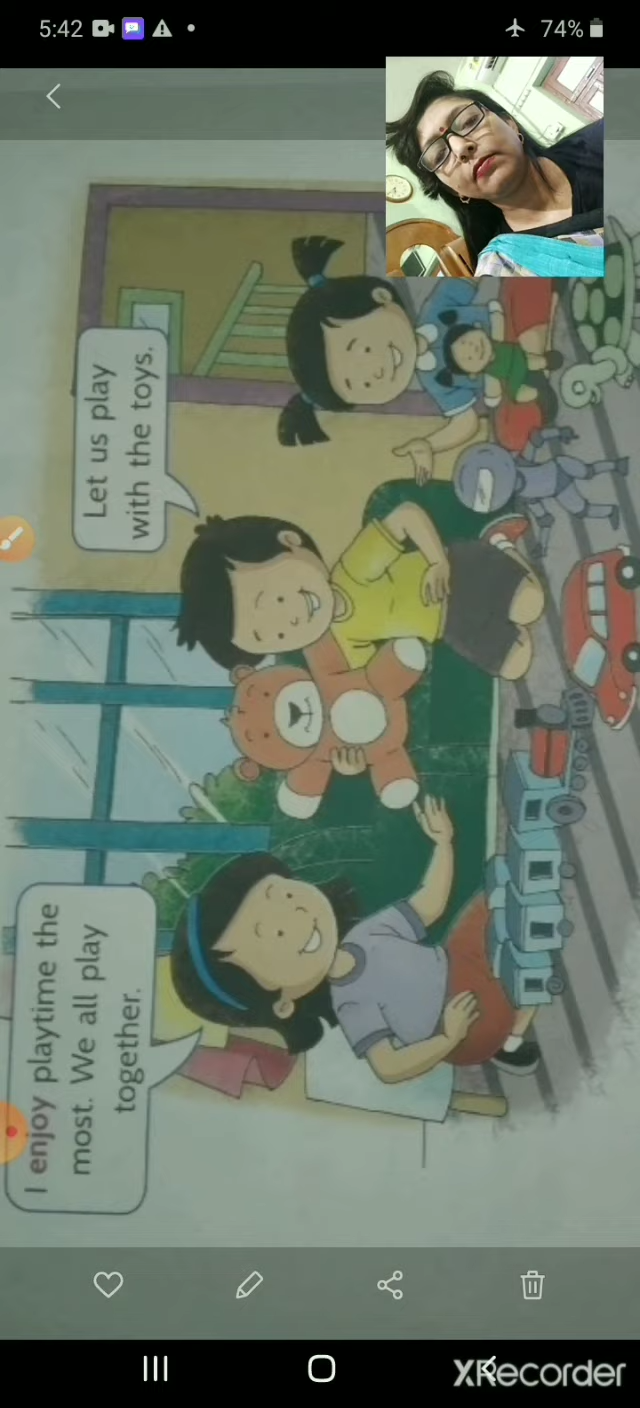 5:42
74%
Let us play
with the toys.
I enjoy playtime the
most. We all play
together.
XRecorder